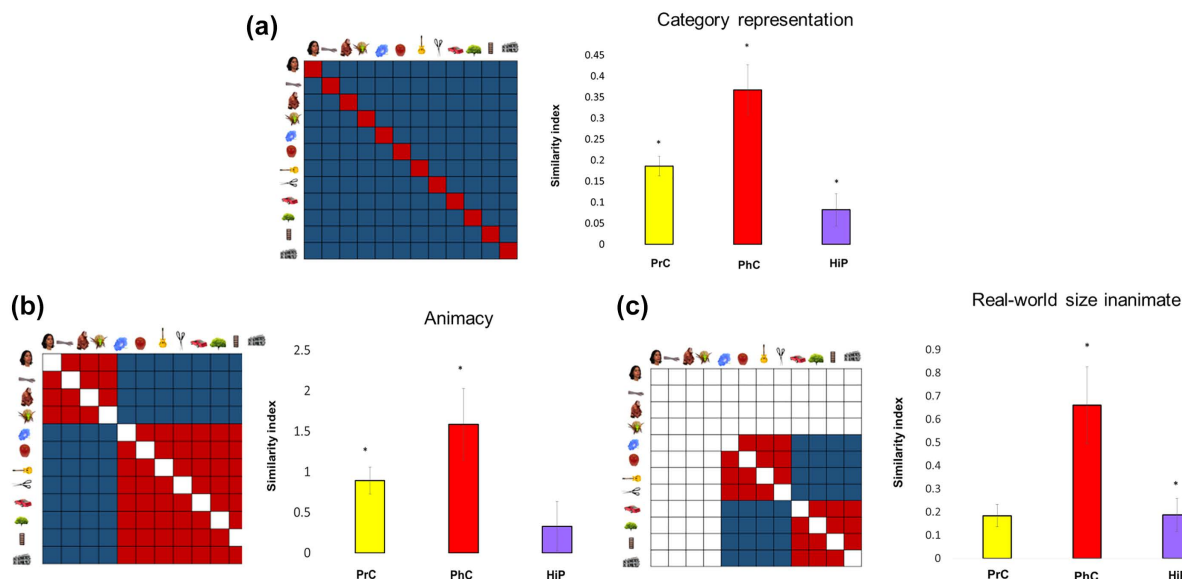 (a)
Category representation
Similarity index
0.45
0.4
0.35
0.3
0.25
0.2
0.15
0.1
0.05
0
*
*
*
PrC
PhC
HiP
(b)
Animacy
Similarity index
2.5
2
1.5
1
0.5
0
*
*
PrC
PhC
HiP
(c)
Real-world size inanimate
Similarity index
0.9
0.8
0.7
0.6
0.5
0.4
0.3
0.2
0.1
0
*
*
PrC
PhC
HiP